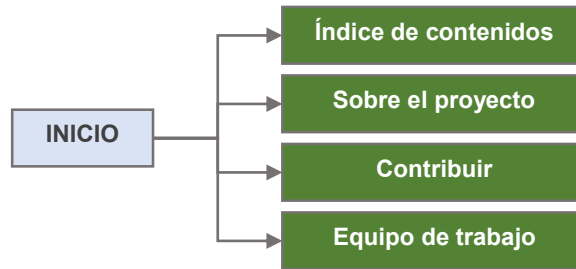 Índice de contenidos
Sobre el proyecto
INICIO
Contribuir
Equipo de trabajo